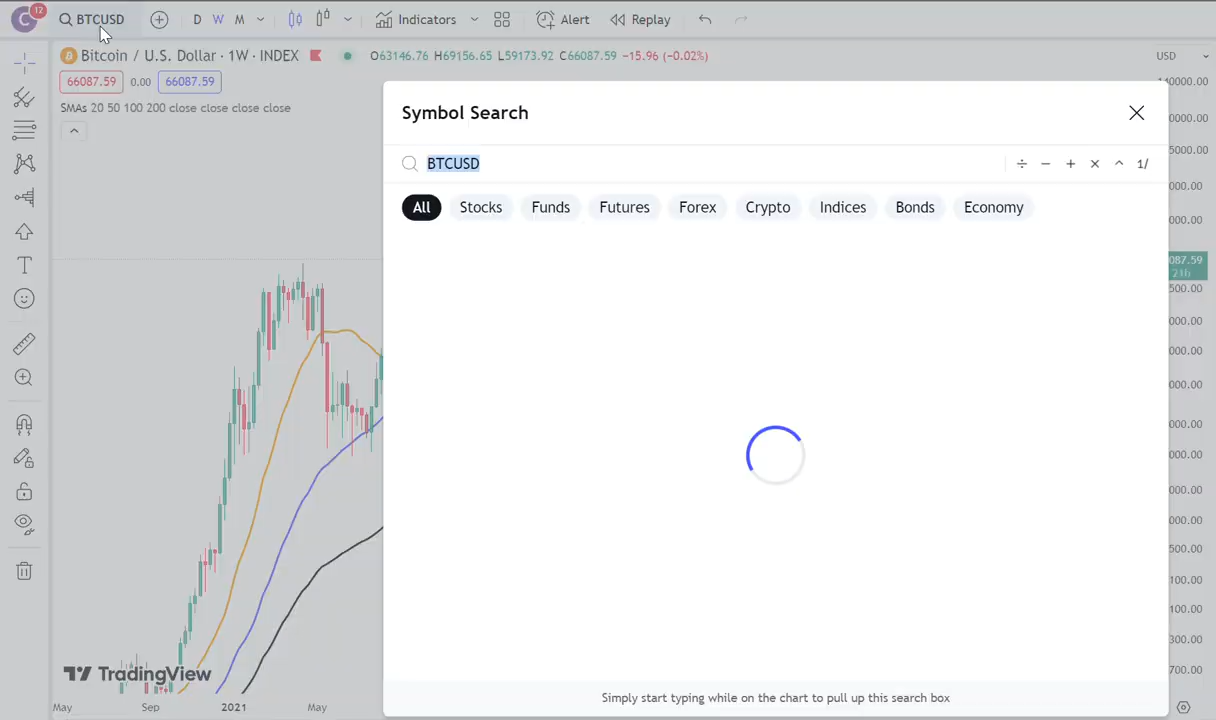 C 12 BTCUSD D W M Indicators Alert Replay
Bitcoin / U.S. Dollar · 1W · INDEX O63146.76 H69156.65 L59173.92 C66087.59 −15.96 (−0.02%) USD
66087.59 0.00 66087.59
SMAs 20 50 100 200 close close close close
Symbol Search
BTCUSD ÷ − + × ^ 1/
All Stocks Funds Futures Forex Crypto Indices Bonds Economy
TradingView
Simply start typing while on the chart to pull up this search box
May Sep 2021 May